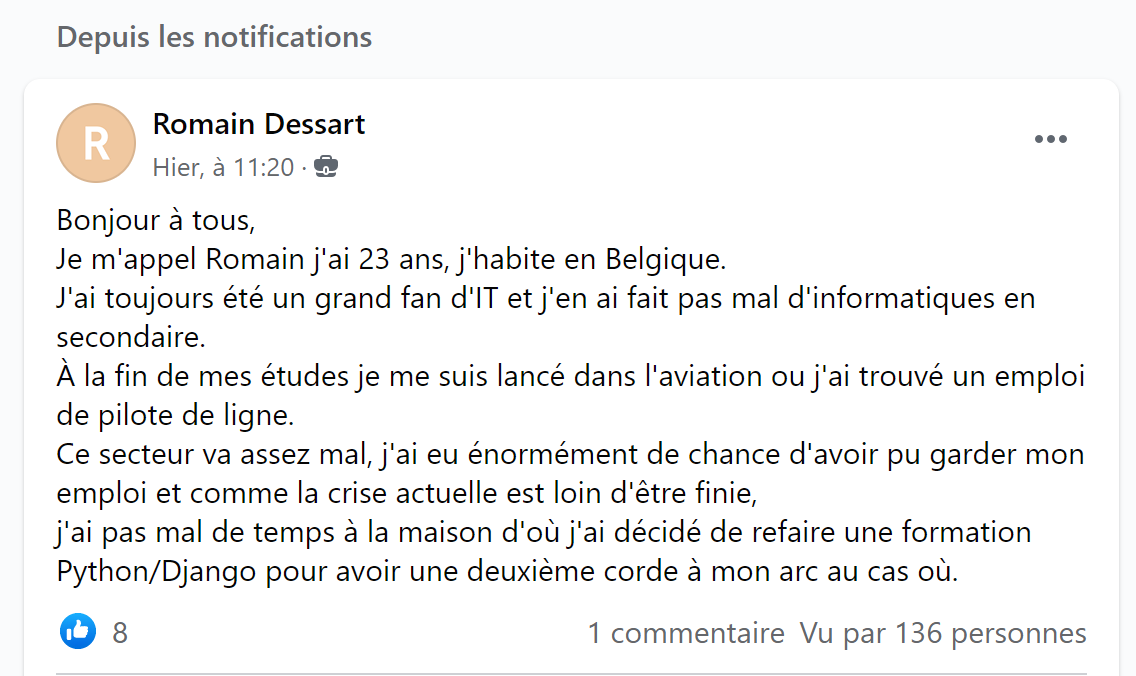 Depuis les notifications
R
Romain Dessart
Hier, à 11:20 ·
Bonjour à tous,
Je m'appel Romain j'ai 23 ans, j'habite en Belgique.
J'ai toujours été un grand fan d'IT et j'en ai fait pas mal d'informatiques en
secondaire.
À la fin de mes études je me suis lancé dans l'aviation ou j'ai trouvé un emploi
de pilote de ligne.
Ce secteur va assez mal, j'ai eu énormément de chance d'avoir pu garder mon
emploi et comme la crise actuelle est loin d'être finie,
j'ai pas mal de temps à la maison d'où j'ai décidé de refaire une formation
Python/Django pour avoir une deuxième corde à mon arc au cas où.
8 1 commentaire Vu par 136 personnes